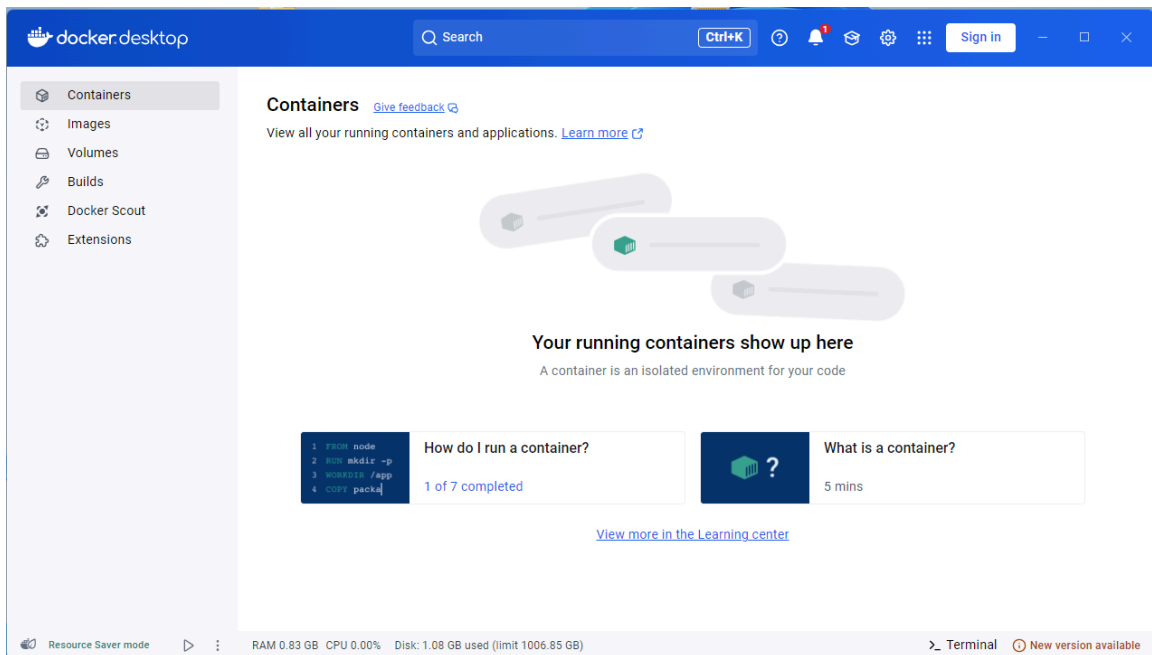 docker.desktop
Search
Ctrl+K
1
Sign in
Containers
Images
Volumes
Builds
Docker Scout
Extensions
Containers Give feedback
View all your running containers and applications. Learn more
Your running containers show up here
A container is an isolated environment for your code
1 FROM node
2 RUN mkdir -p
3 WORKDIR /app
4 COPY packa
How do I run a container?
1 of 7 completed
?
What is a container?
5 mins
View more in the Learning center
Resource Saver mode
RAM 0.83 GB CPU 0.00% Disk: 1.08 GB used (limit 1006.85 GB)
>_ Terminal
New version available